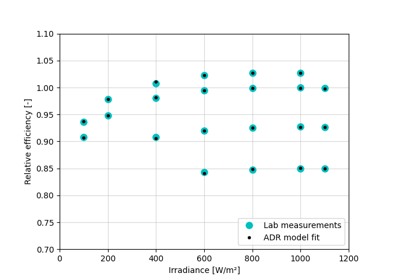 1.10
1.05
1.00
0.95
0.90
0.85
0.80
0.75
0.70
Relative efficiency [-]
Lab measurements
ADR model fit
0 200 400 600 800 1000 1200
Irradiance [W/m²]